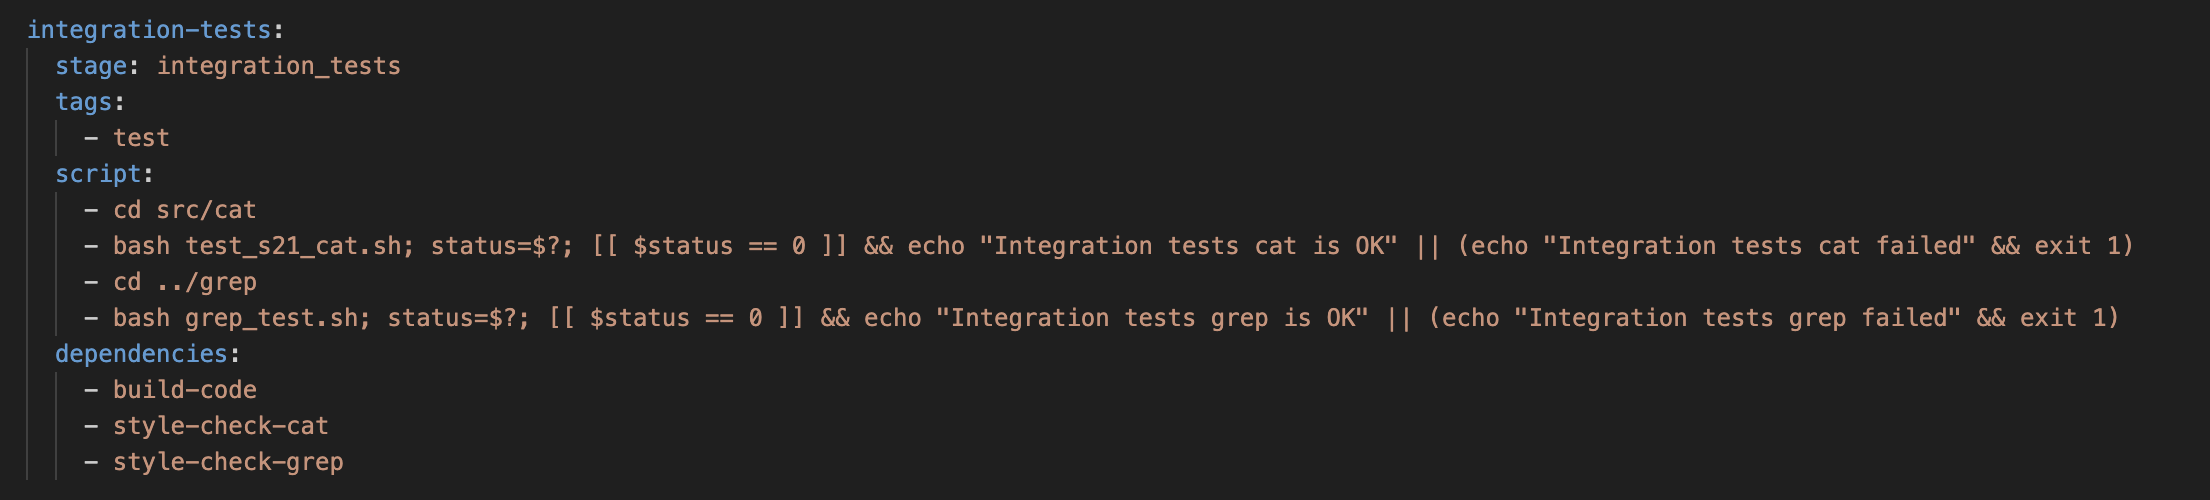 integration-tests:
  stage: integration_tests
  tags:
    - test
  script:
    - cd src/cat
    - bash test_s21_cat.sh; status=$?; [[ $status == 0 ]] && echo "Integration tests cat is OK" || (echo "Integration tests cat failed" && exit 1)
    - cd ../grep
    - bash grep_test.sh; status=$?; [[ $status == 0 ]] && echo "Integration tests grep is OK" || (echo "Integration tests grep failed" && exit 1)
  dependencies:
    - build-code
    - style-check-cat
    - style-check-grep